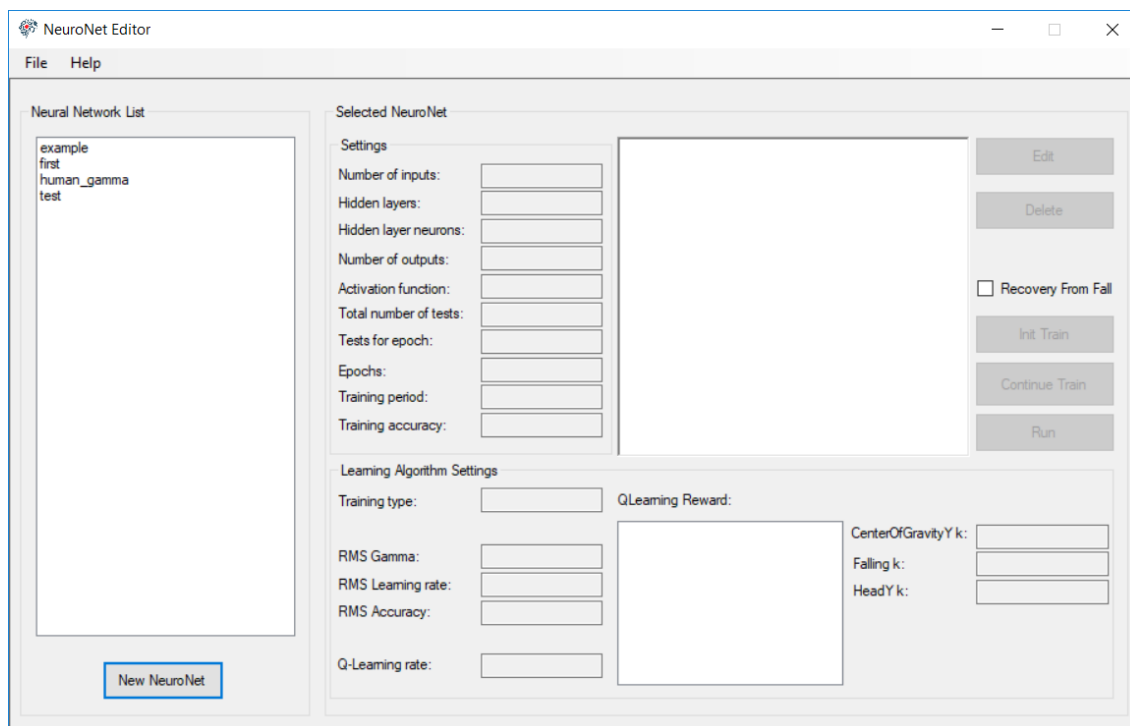 NeuroNet Editor
File Help
Neural Network List
example
first
human_gamma
test
New NeuroNet
Selected NeuroNet
Settings
Number of inputs:
Hidden layers:
Hidden layer neurons:
Number of outputs:
Activation function:
Total number of tests:
Tests for epoch:
Epochs:
Training period:
Training accuracy:
Edit
Delete
Recovery From Fall
Init Train
Continue Train
Run
Learning Algorithm Settings
Training type:
RMS Gamma:
RMS Learning rate:
RMS Accuracy:
Q-Learning rate:
QLearning Reward:
CenterOfGravityY k:
Falling k:
HeadY k: